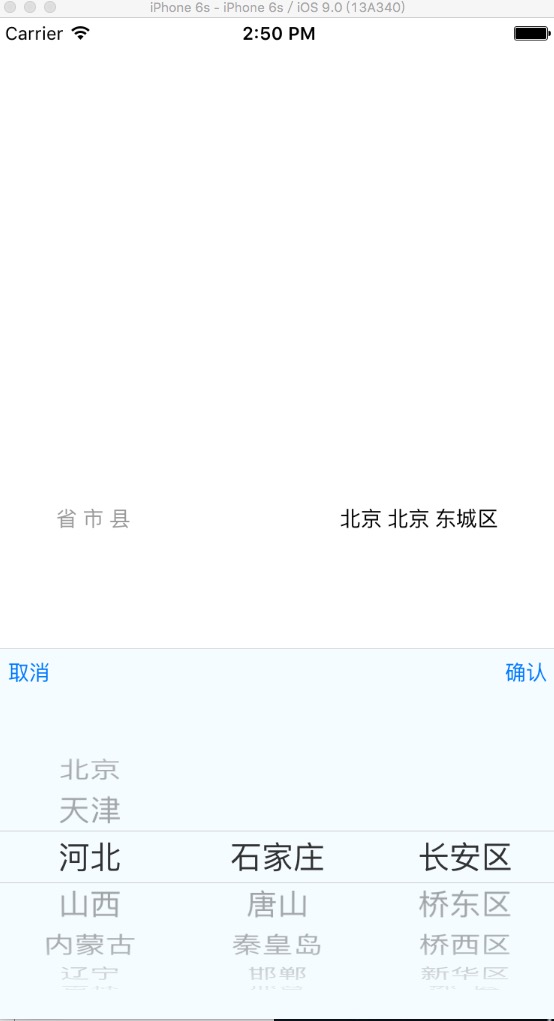 iPhone 6s - iPhone 6s / iOS 9.0 (13A340)
Carrier 2:50 PM
省 市 县 北京 北京 东城区
取消 确认
北京
天津
河北 石家庄 长安区
山西 唐山 桥东区
内蒙古 秦皇岛 桥西区
辽宁 邯郸 新华区